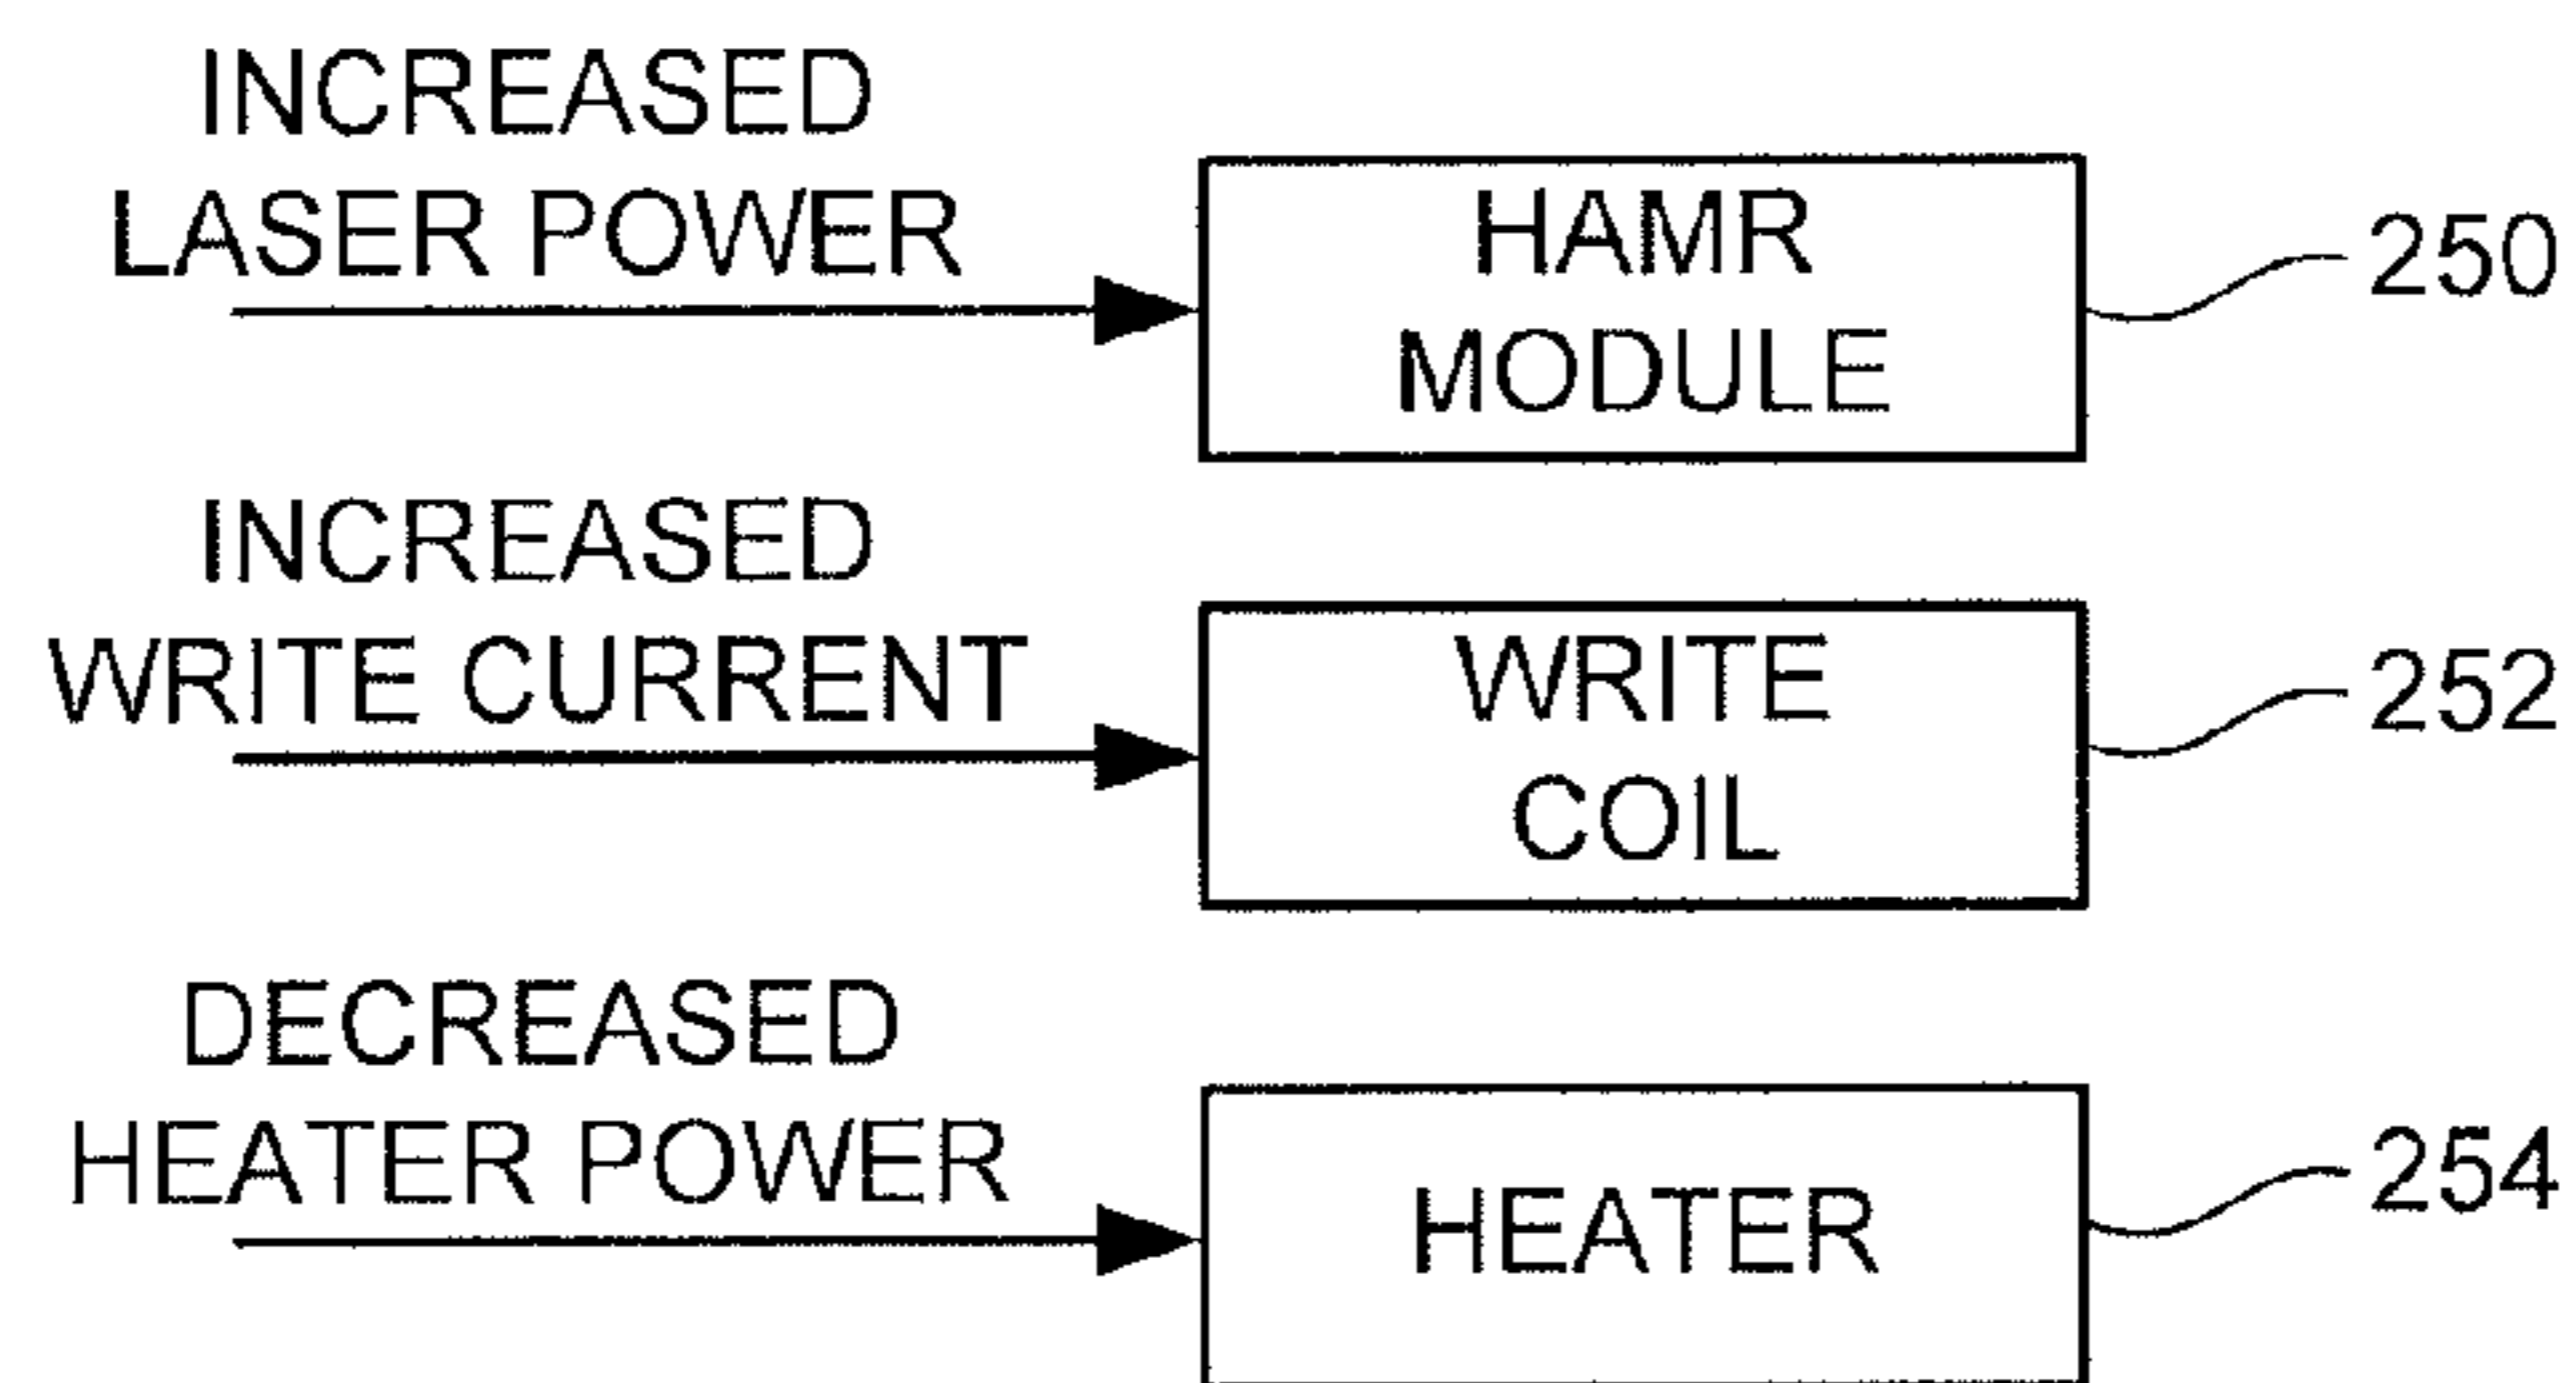 INCREASED
LASER POWER
HAMR
MODULE
250
INCREASED
WRITE CURRENT
WRITE
COIL
252
DECREASED
HEATER POWER
HEATER
254